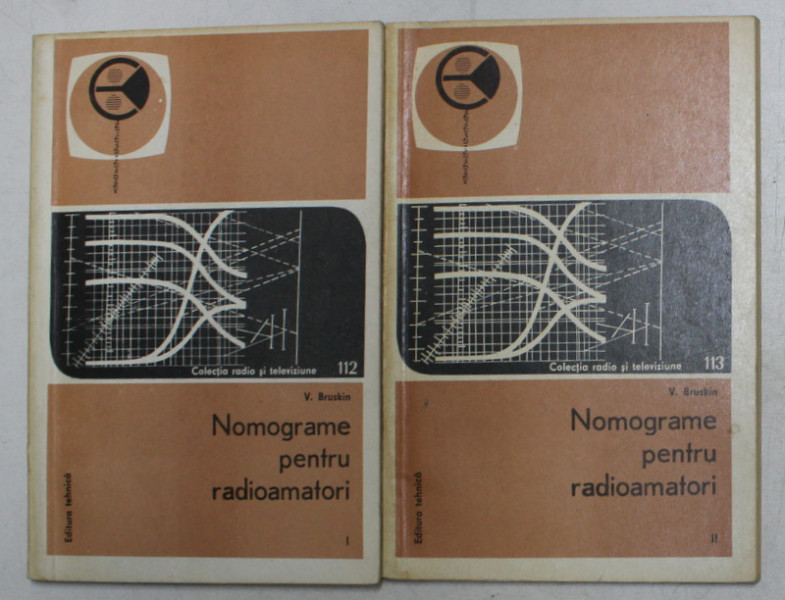 Colecția radio și televiziune 112
V. Bruskin
Nomograme
pentru
radioamatori
Editura tehnică
I
Colecția radio și televiziune 113
V. Bruskin
Nomograme
pentru
radioamatori
Editura tehnică
II